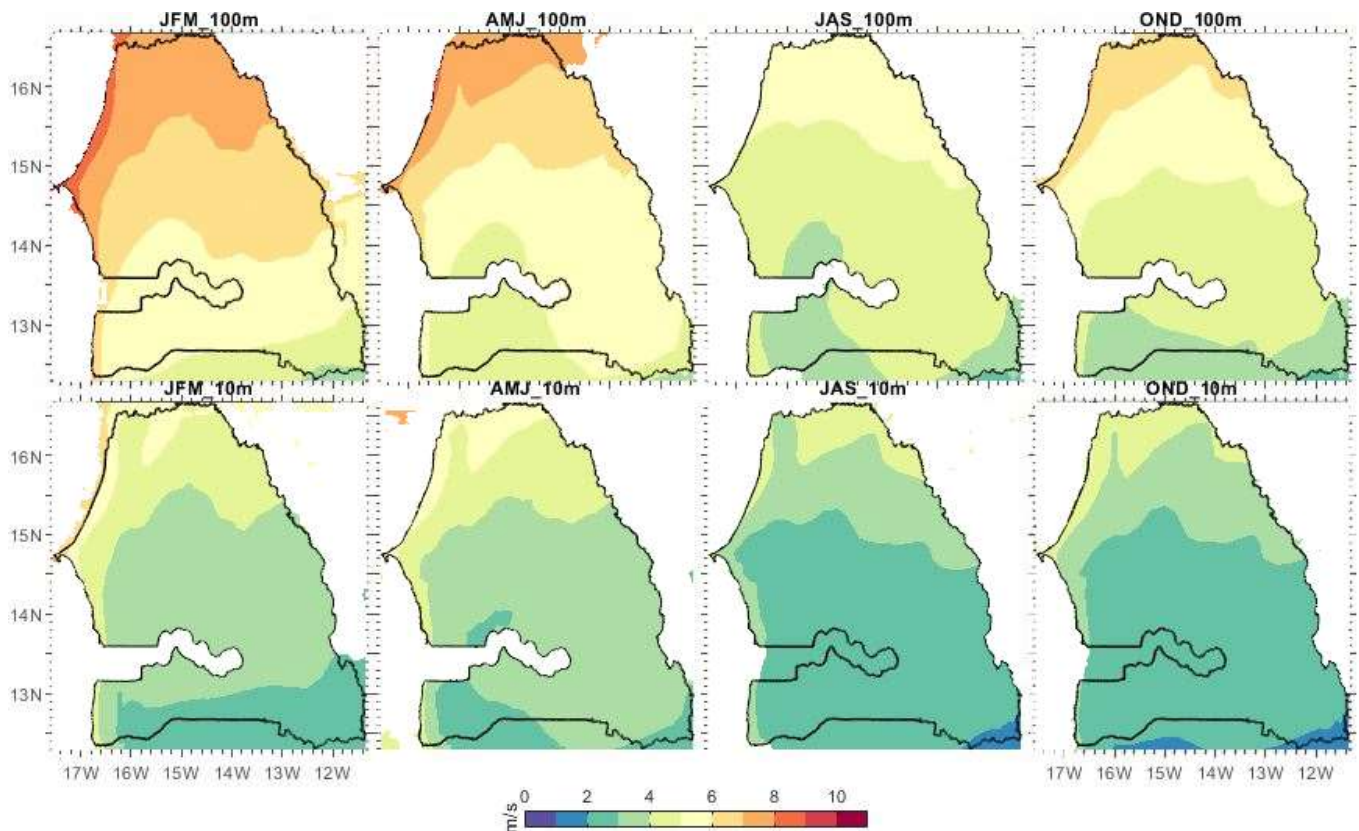 JFM_100m AMJ_100m JAS_100m OND_100m
16N
15N
14N
13N
JFM_10m AMJ_10m JAS_10m OND_10m
16N
15N
14N
13N
17W 16W 15W 14W 13W 12W 17W 16W 15W 14W 13W 12W
0 2 4 6 8 10
m/s